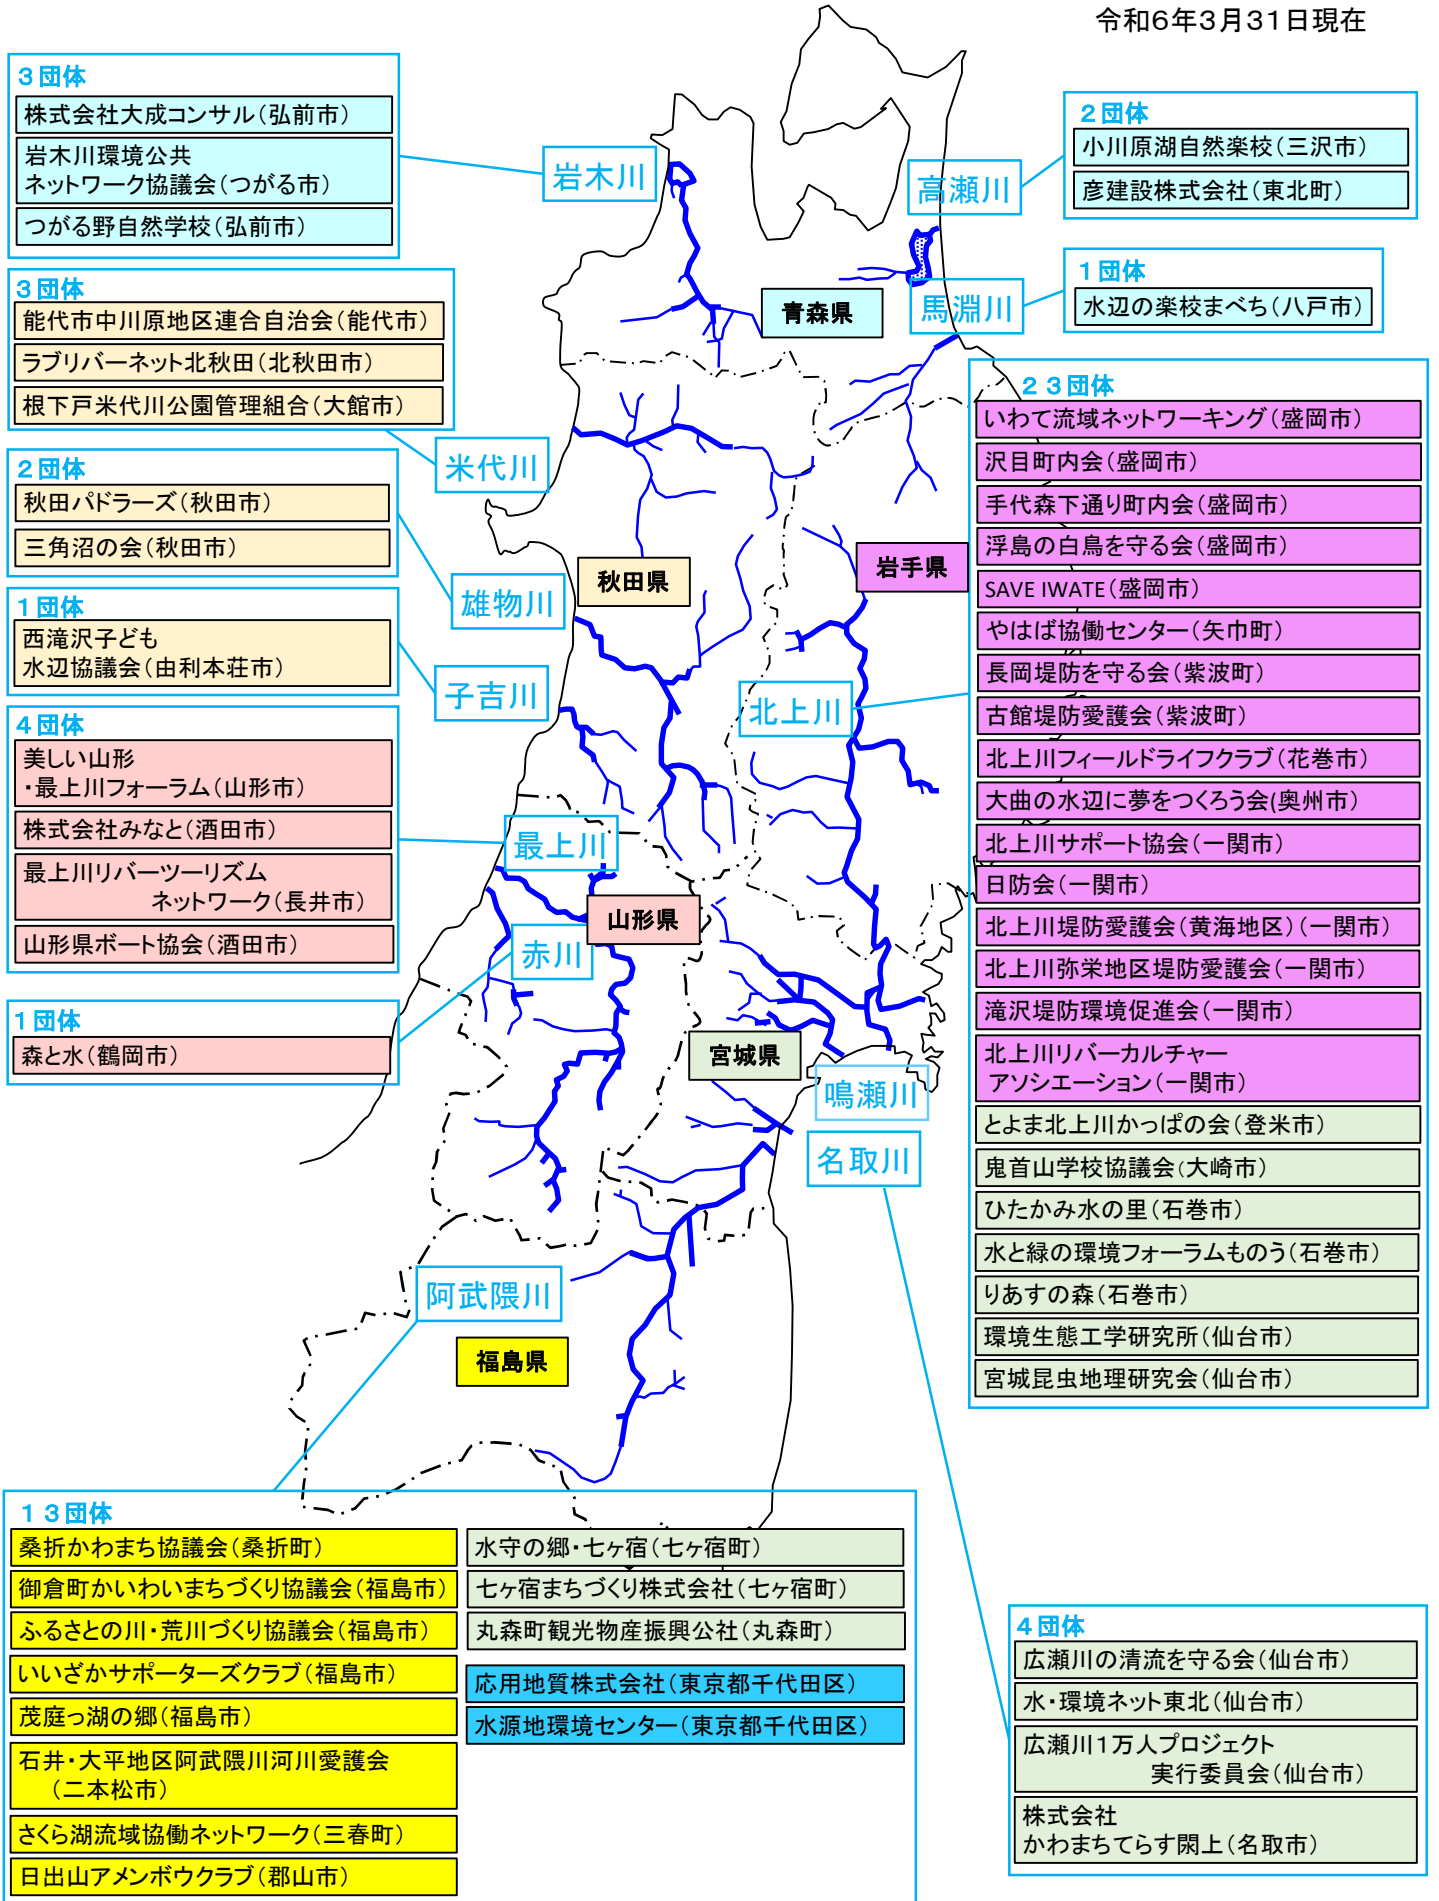 令和6年3月31日現在
3団体
株式会社大成コンサル(弘前市)
岩木川環境公共
ネットワーク協議会(つがる市)
つがる野自然学校(弘前市)
岩木川
2団体
小川原湖自然楽校(三沢市)
彦建設株式会社(東北町)
高瀬川
1団体
水辺の楽校まべち(八戸市)
馬淵川
青森県
3団体
能代市中川原地区連合自治会(能代市)
ラブリバーネット北秋田(北秋田市)
根下戸米代川公園管理組合(大館市)
米代川
2団体
秋田パドラーズ(秋田市)
三角沼の会(秋田市)
雄物川
秋田県
1団体
西滝沢子ども
水辺協議会(由利本荘市)
子吉川
4団体
美しい山形
・最上川フォーラム(山形市)
株式会社みなと(酒田市)
最上川リバーツーリズム
ネットワーク(長井市)
山形県ボート協会(酒田市)
最上川
山形県
1団体
森と水(鶴岡市)
赤川
23団体
いわて流域ネットワーキング(盛岡市)
沢目町内会(盛岡市)
手代森下通り町内会(盛岡市)
浮島の白鳥を守る会(盛岡市)
SAVE IWATE(盛岡市)
やはば協働センター(矢巾町)
長岡堤防を守る会(紫波町)
古館堤防愛護会(紫波町)
北上川フィールドライフクラブ(花巻市)
大曲の水辺に夢をつくろう会(奥州市)
北上川サポート協会(一関市)
日防会(一関市)
北上川堤防愛護会(黄海地区)(一関市)
北上川弥栄地区堤防愛護会(一関市)
滝沢堤防環境促進会(一関市)
北上川リバーカルチャー
アソシエーション(一関市)
とよま北上川かっぱの会(登米市)
鬼首山学校協議会(大崎市)
ひたかみ水の里(石巻市)
水と緑の環境フォーラムものう(石巻市)
りあすの森(石巻市)
環境生態工学研究所(仙台市)
宮城昆虫地理研究会(仙台市)
岩手県
北上川
宮城県
鳴瀬川
名取川
阿武隈川
福島県
13団体
桑折かわまち協議会(桑折町)
御倉町かいわいまちづくり協議会(福島市)
ふるさとの川・荒川づくり協議会(福島市)
いいざかサポーターズクラブ(福島市)
茂庭っ湖の郷(福島市)
石井・大平地区阿武隈川河川愛護会
(二本松市)
さくら湖流域協働ネットワーク(三春町)
日出山アメンボウクラブ(郡山市)
水守の郷・七ヶ宿(七ヶ宿町)
七ヶ宿まちづくり株式会社(七ヶ宿町)
丸森町観光物産振興公社(丸森町)
応用地質株式会社(東京都千代田区)
水源地環境センター(東京都千代田区)
4団体
広瀬川の清流を守る会(仙台市)
水・環境ネット東北(仙台市)
広瀬川1万人プロジェクト
実行委員会(仙台市)
株式会社
かわまちてらす閖上(名取市)